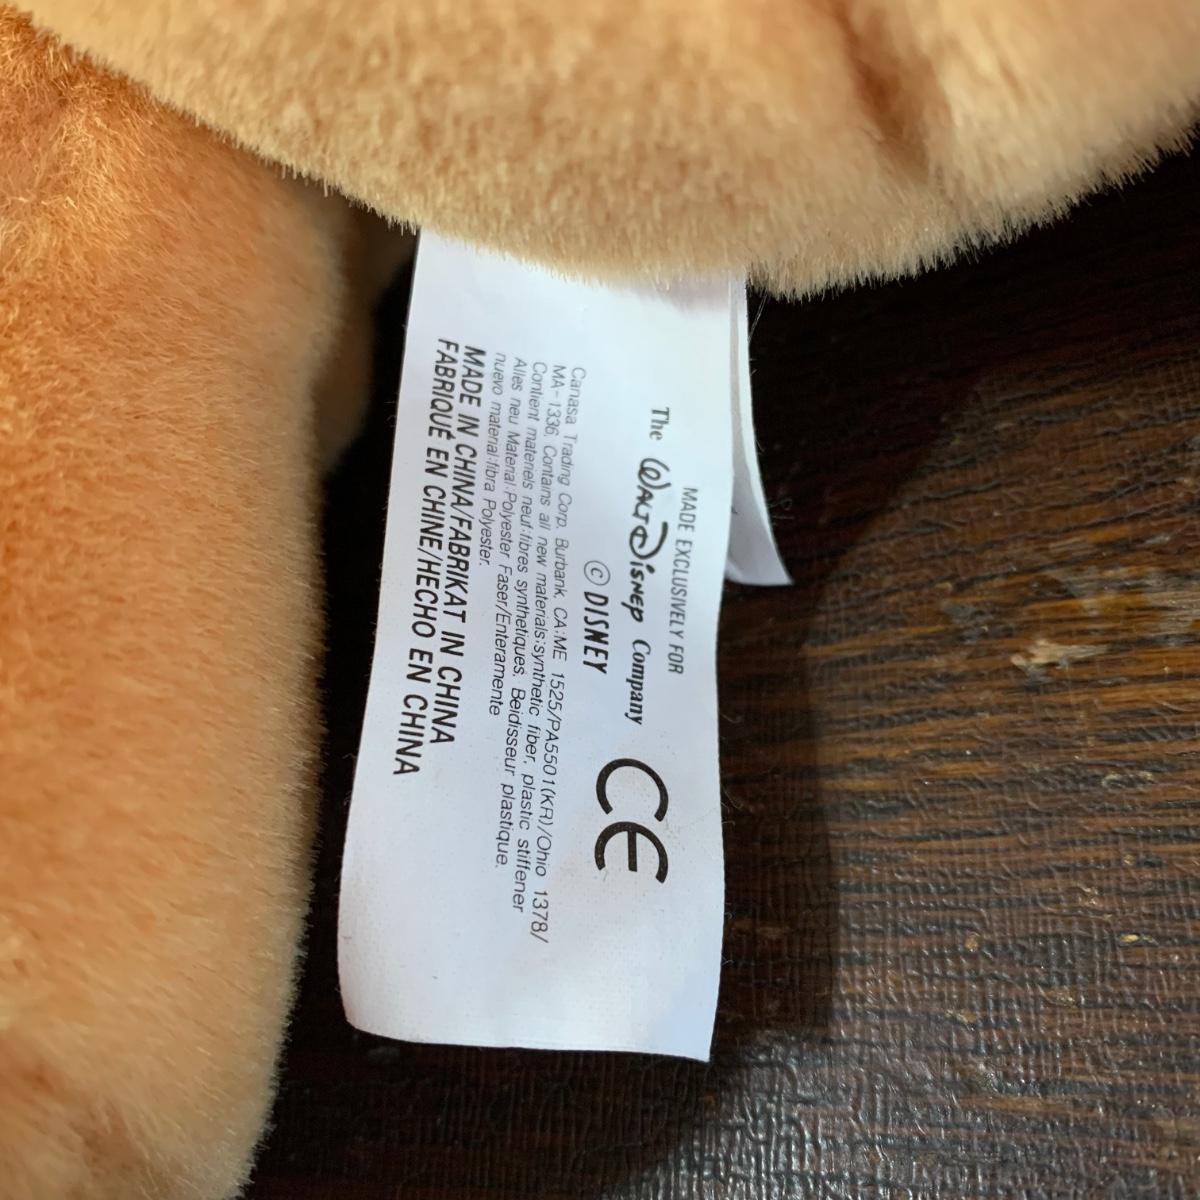 MADE EXCLUSIVELY FOR
The WALT DISNEY Company
© DISNEY
CE
Canasa Trading Corp. Burbank, CA:ME 1525/PA5501(KR)/Ohio 1378/
MA-1336, Contains all new materials:synthetic fiber, plastic stiffener
Contient materiels neuf:fibres synthetiques. Beidisseur plastique.
Alles neu Material:Polyester Faser/Enteramente
nuevo material:fibra Polyester.
MADE IN CHINA/FABRIKAT IN CHINA
FABRIQUÉ EN CHINE/HECHO EN CHINA